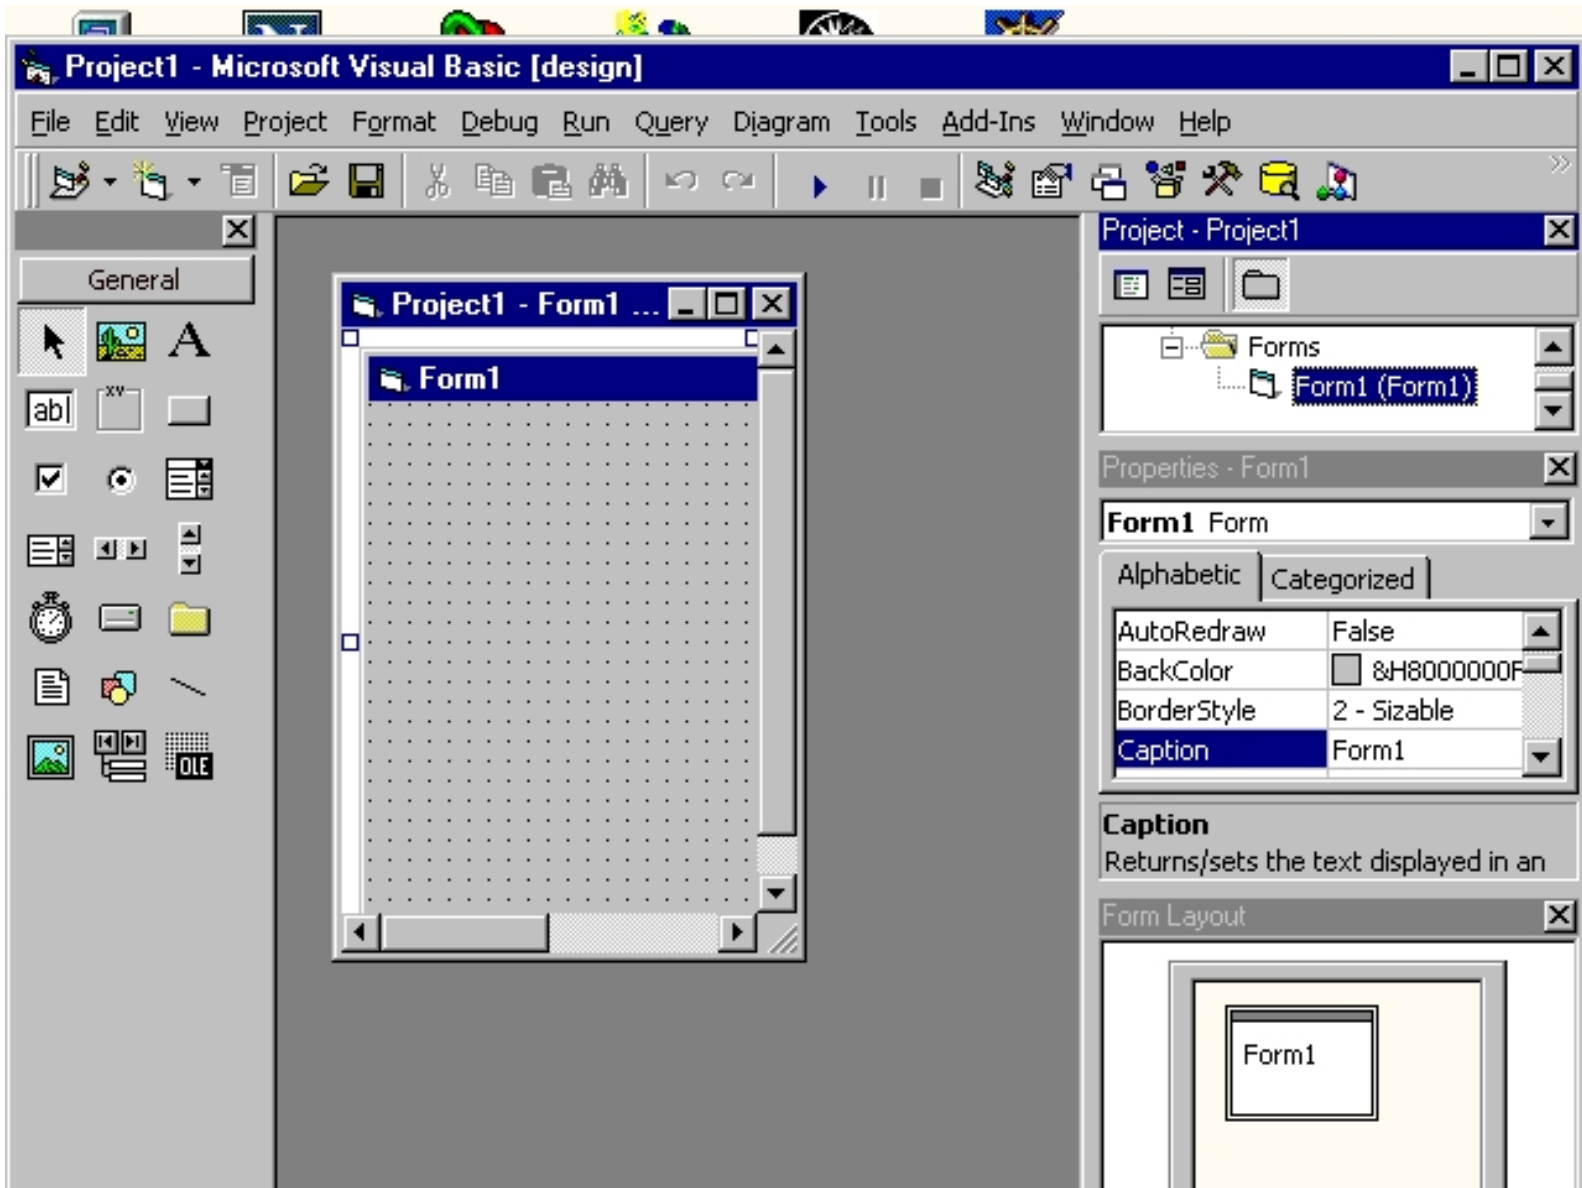 Project1 - Microsoft Visual Basic [design]
File Edit View Project Format Debug Run Query Diagram Tools Add-Ins Window Help
General
A
ab|
XY
OLE
Project1 - Form1 ...
Form1
Project - Project1
Forms
Form1 (Form1)
Properties - Form1
Form1 Form
Alphabetic Categorized
AutoRedraw False
BackColor &H8000000F
BorderStyle 2 - Sizable
Caption Form1
Caption
Returns/sets the text displayed in an
Form Layout
Form1